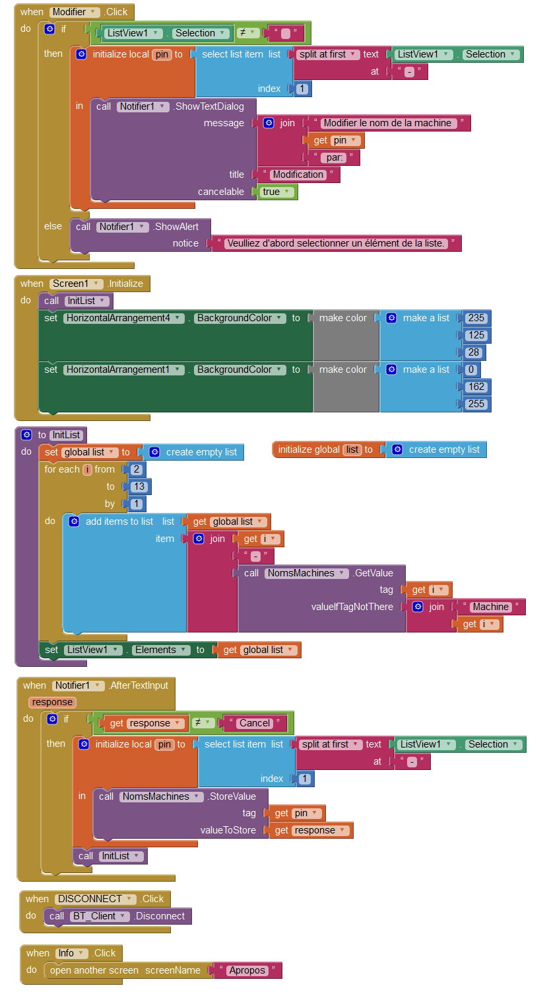 when Modifier .Click
do if ListView1 . Selection ≠ “ ”
then initialize local pin to select list item list split at first text ListView1 . Selection
at “ - ”
index 1
in call Notifier1 .ShowTextDialog
message join “ Modifier le nom de la machine ”
get pin
“ par: ”
title “ Modification ”
cancelable true
else call Notifier1 .ShowAlert
notice “ Veulliez d'abord selectionner un élément de la liste. ”
when Screen1 .Initialize
do call InitList
set HorizontalArrangement4 . BackgroundColor to make color make a list 235
125
28
set HorizontalArrangement1 . BackgroundColor to make color make a list 0
162
255
to InitList
do set global list to create empty list
initialize global list to create empty list
for each i from 2
to 13
by 1
do add items to list list get global list
item join get i
“ - ”
call NomsMachines .GetValue
tag get i
valueIfTagNotThere join “ Machine ”
get i
set ListView1 . Elements to get global list
when Notifier1 .AfterTextInput
response
do if get response ≠ “ Cancel ”
then initialize local pin to select list item list split at first text ListView1 . Selection
at “ - ”
index 1
in call NomsMachines .StoreValue
tag get pin
valueToStore get response
call InitList
when DISCONNECT .Click
do call BT_Client .Disconnect
when Info .Click
do open another screen screenName “ Apropos ”